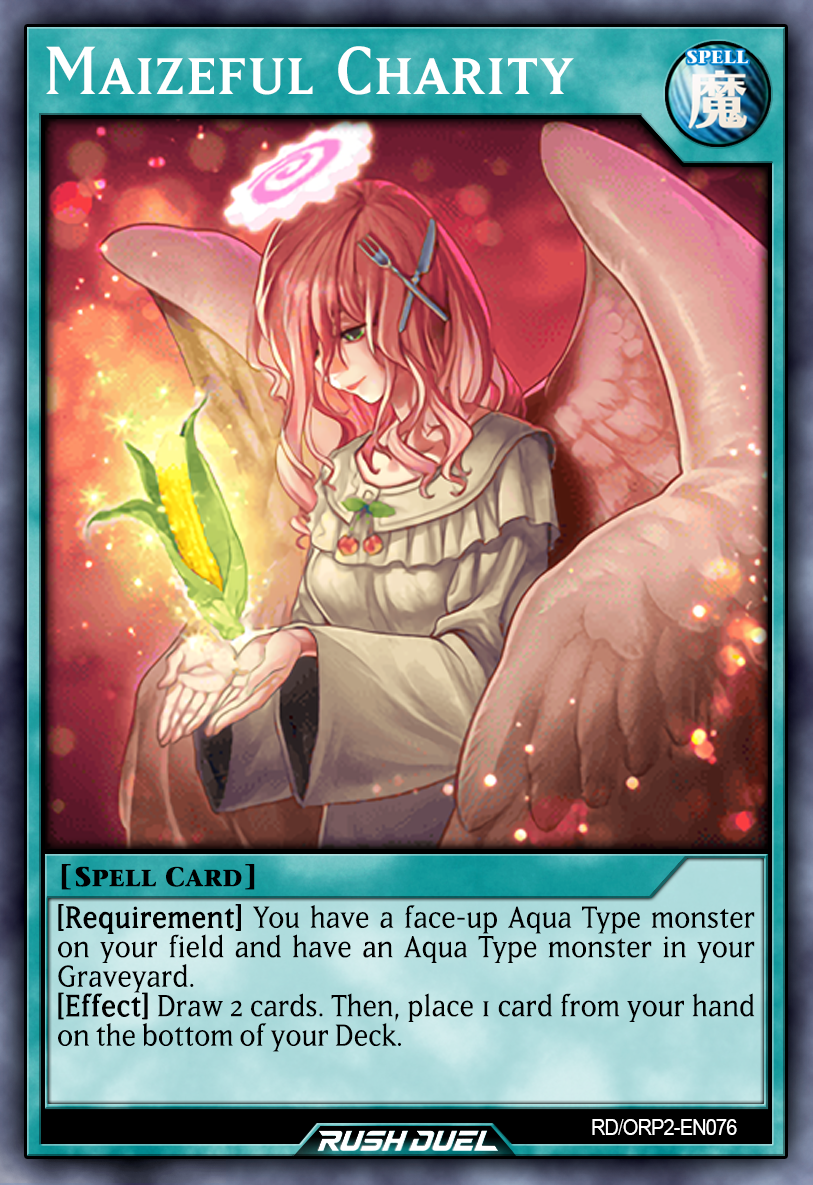 Maizeful Charity
SPELL
魔
[Spell Card]
[Requirement] You have a face-up Aqua Type monster
on your field and have an Aqua Type monster in your
Graveyard.
[Effect] Draw 2 cards. Then, place 1 card from your hand
on the bottom of your Deck.
RD/ORP2-EN076
RUSH DUEL